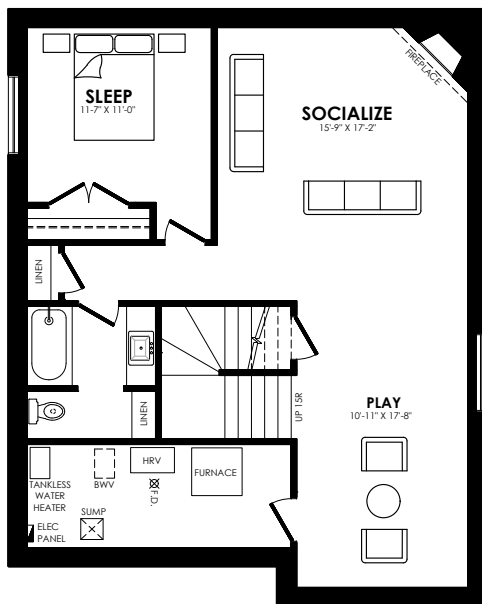 SLEEP
11'-7" X 11'-0"
FIREPLACE
SOCIALIZE
15'-9" X 17'-2"
LINEN
LINEN
UP 15R
PLAY
10'-11" X 17'-8"
TANKLESS
WATER
HEATER
BWV
HRV
F.D.
FURNACE
SUMP
ELEC
PANEL